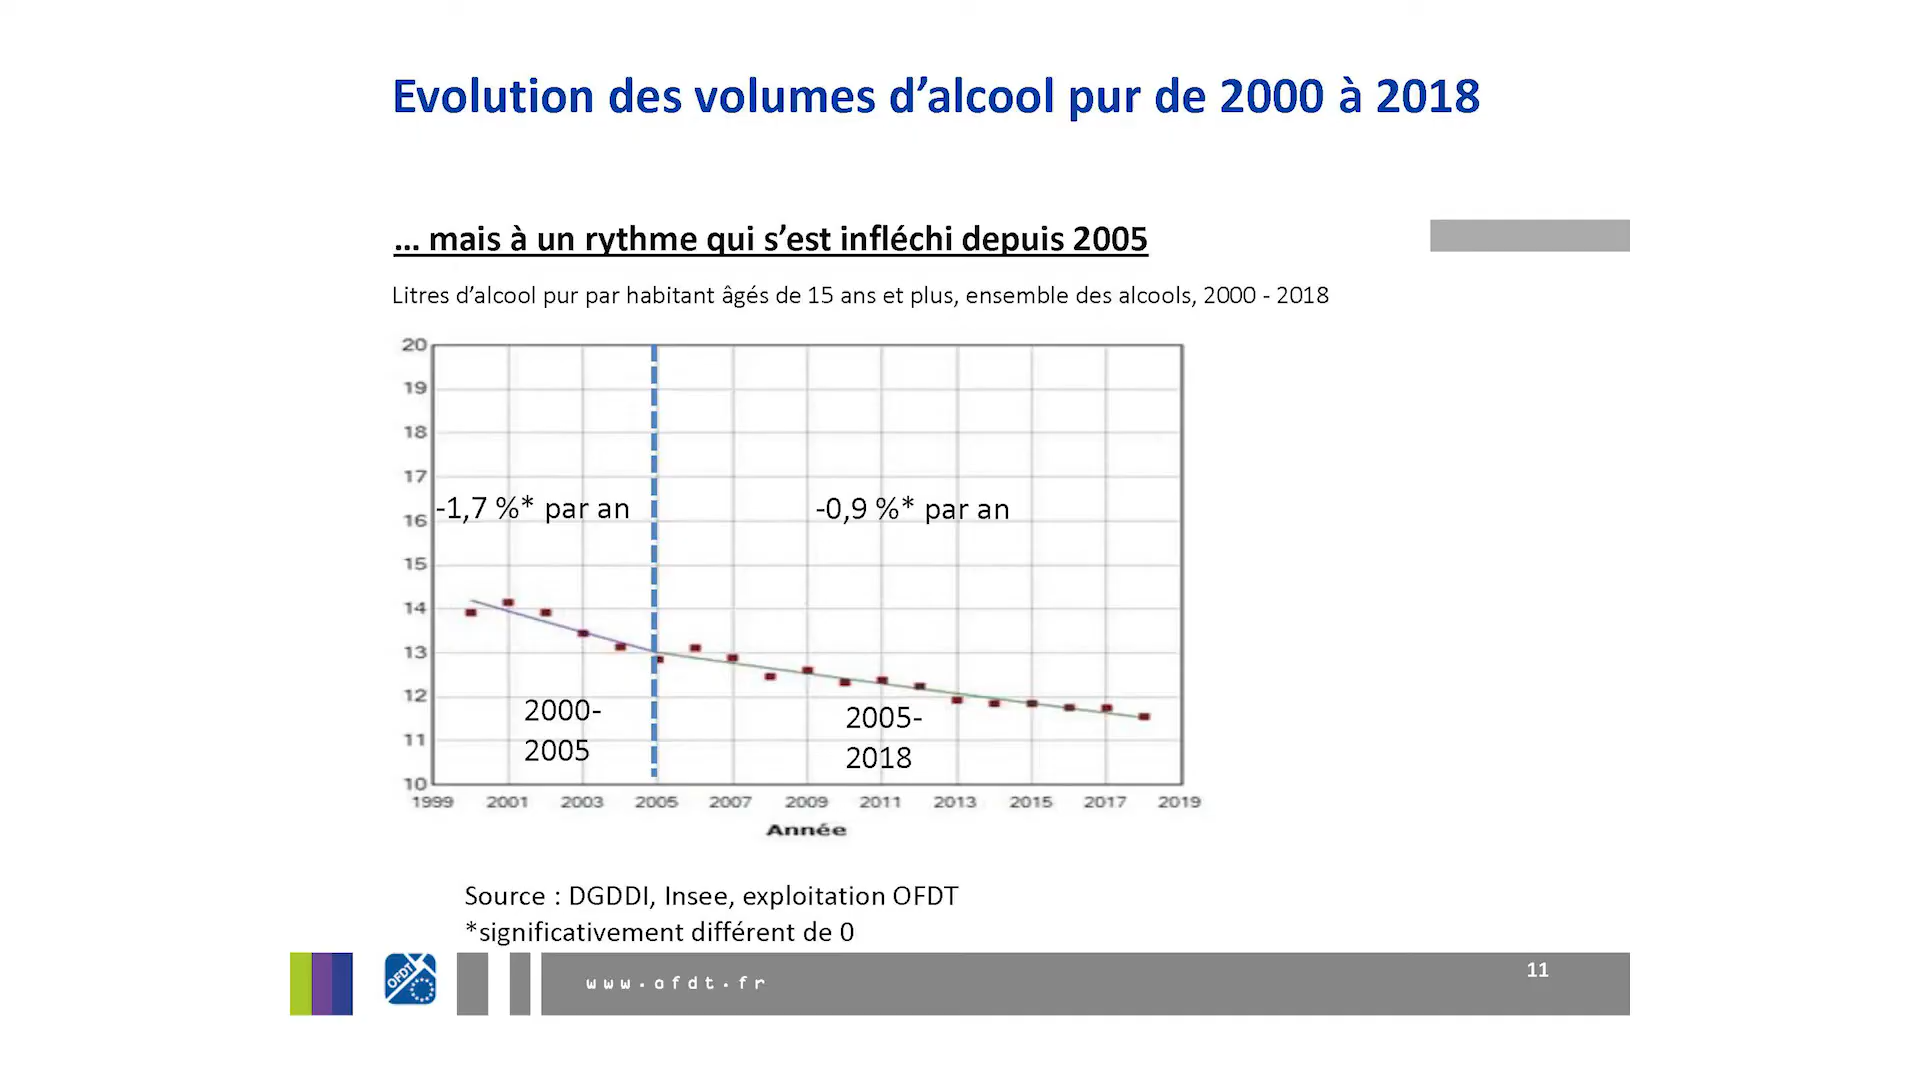 Evolution des volumes d’alcool pur de 2000 à 2018
... mais à un rythme qui s’est infléchi depuis 2005
Litres d’alcool pur par habitant âgés de 15 ans et plus, ensemble des alcools, 2000 - 2018
20
19
18
17
16
15
14
13
12
11
10
-1,7 %* par an
-0,9 %* par an
2000-
2005
2005-
2018
1999 2001 2003 2005 2007 2009 2011 2013 2015 2017 2019
Année
Source : DGDDI, Insee, exploitation OFDT
*significativement différent de 0
OFDT
www.ofdt.fr
11